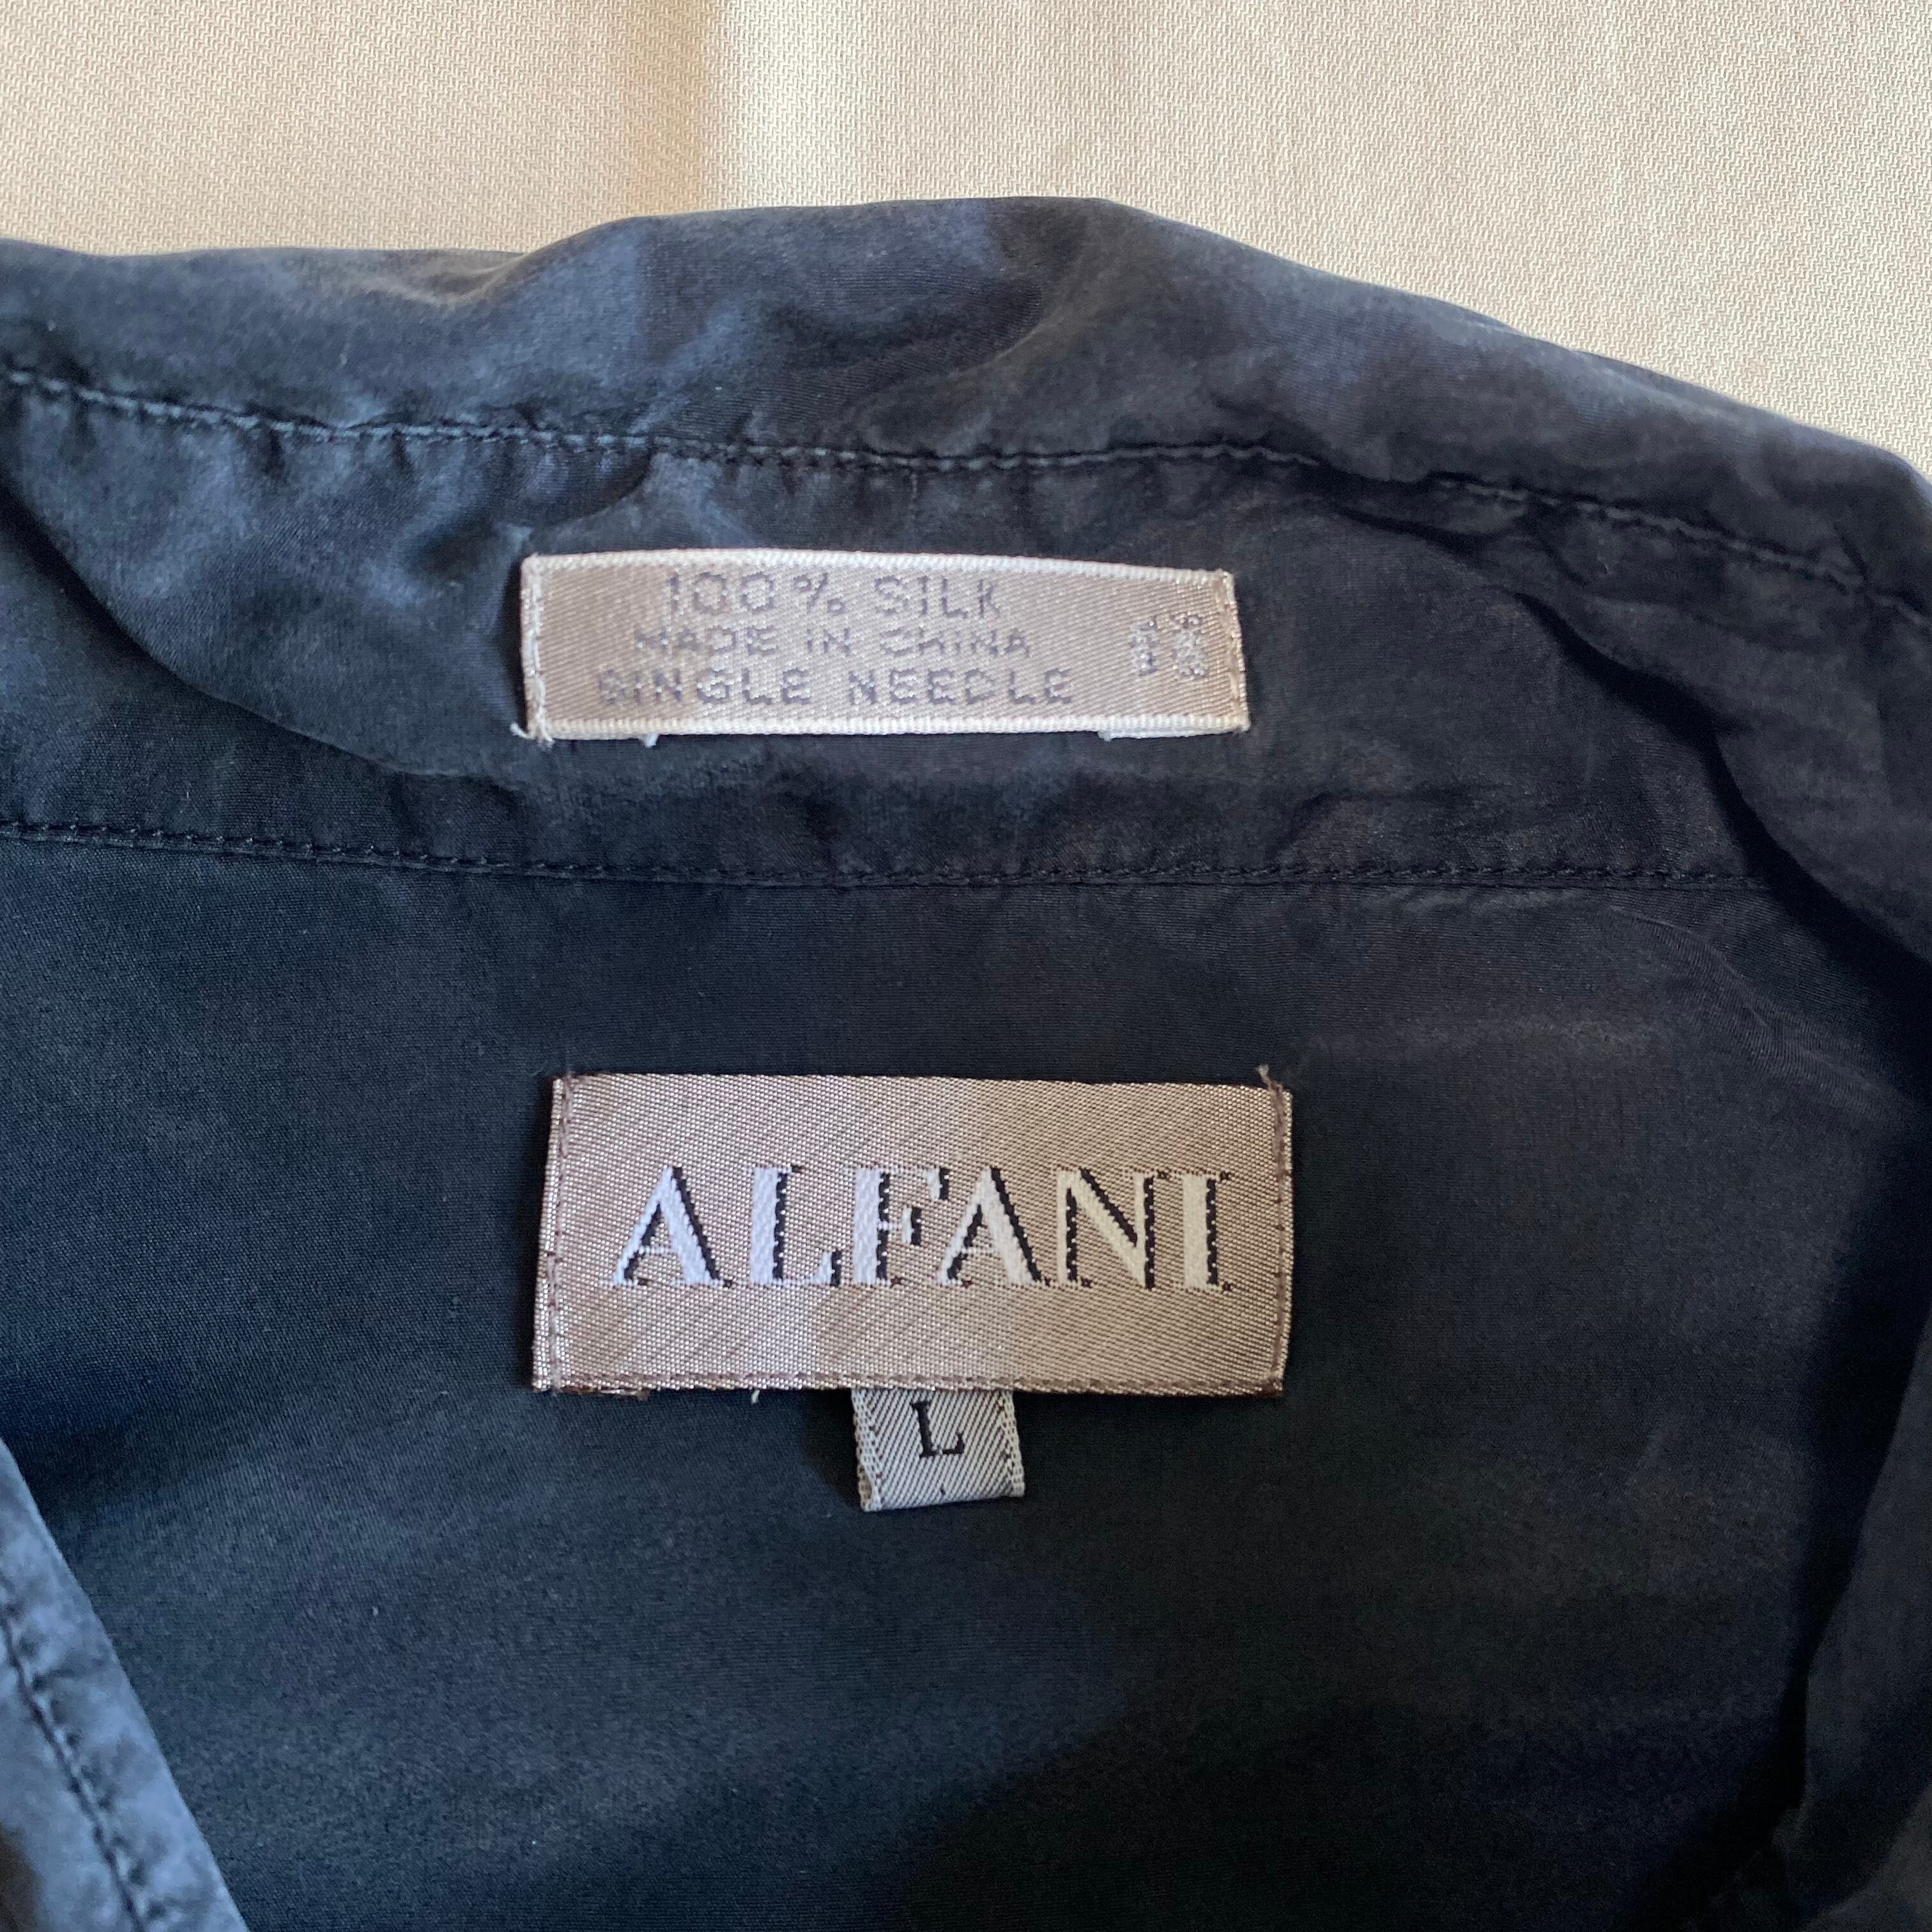 100% SILK
MADE IN CHINA
SINGLE NEEDLE
ALFANI
L